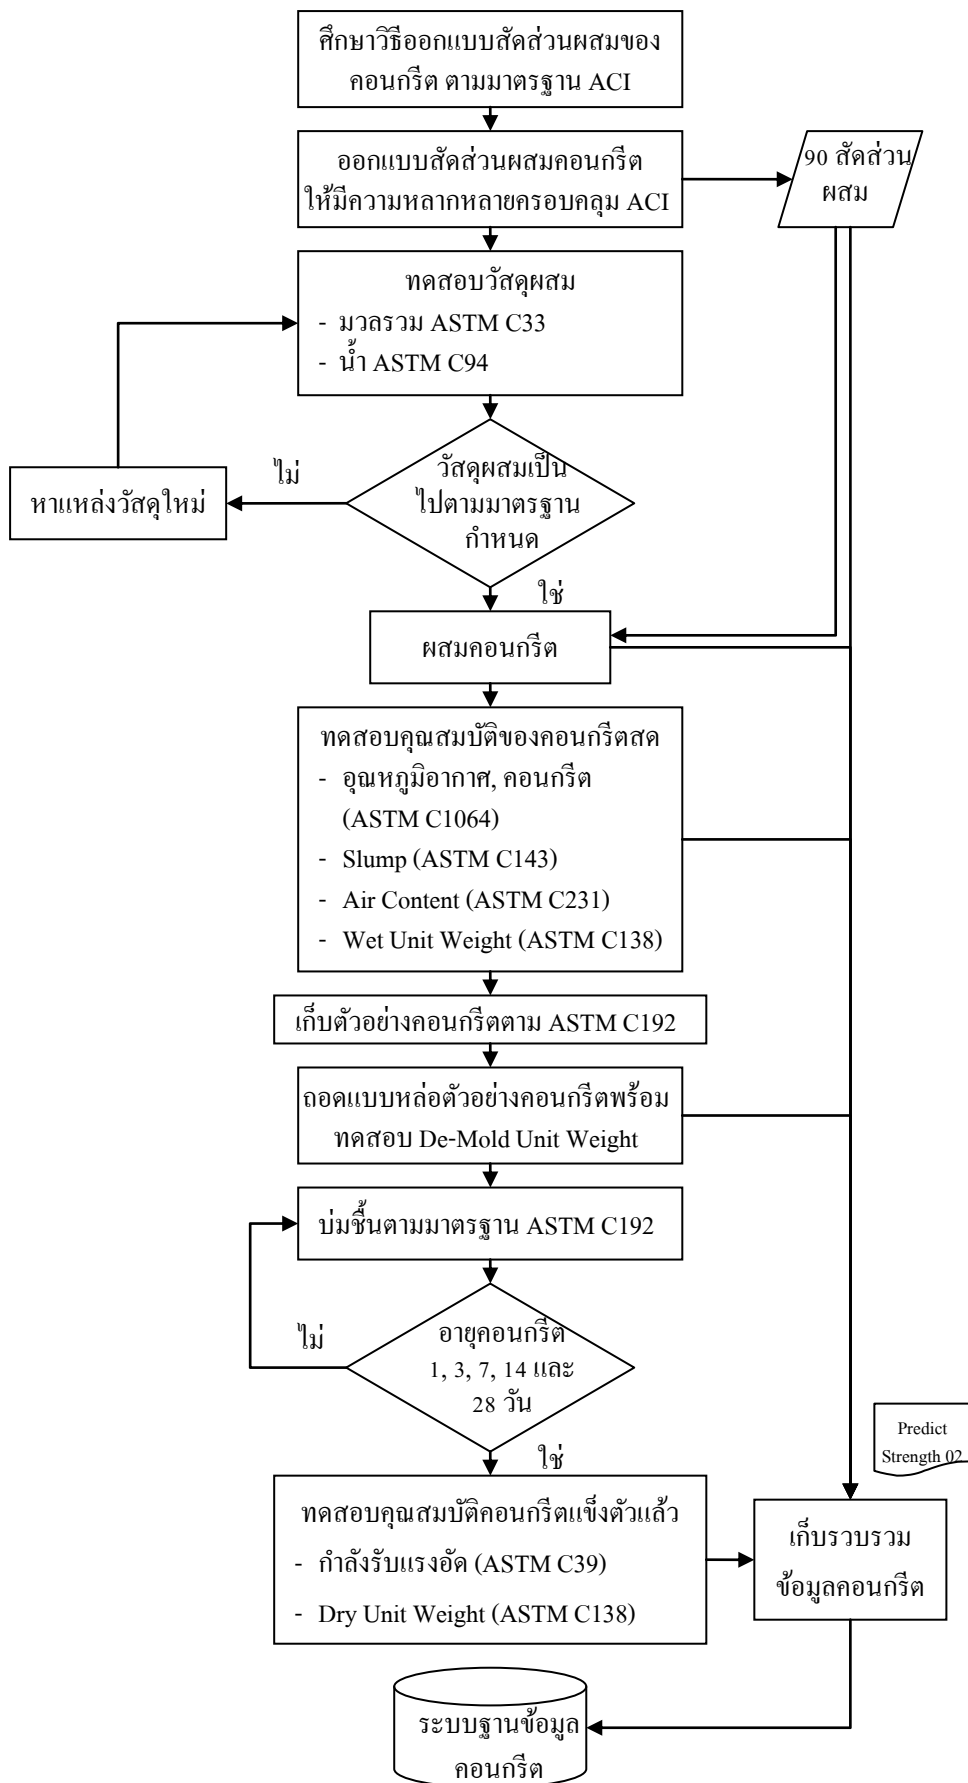 ศึกษาวิธีออกแบบสัดส่วนผสมของ
คอนกรีต ตามมาตรฐาน ACI
ออกแบบสัดส่วนผสมคอนกรีต
ให้มีความหลากหลายครอบคลุม ACI
90 สัดส่วน
ผสม
ทดสอบวัสดุผสม
- มวลรวม ASTM C33
- น้ำ ASTM C94
วัสดุผสมเป็น
ไปตามมาตรฐาน
กำหนด
ไม่
หาแหล่งวัสดุใหม่
ใช่
ผสมคอนกรีต
ทดสอบคุณสมบัติของคอนกรีตสด
- อุณหภูมิอากาศ, คอนกรีต
(ASTM C1064)
- Slump (ASTM C143)
- Air Content (ASTM C231)
- Wet Unit Weight (ASTM C138)
เก็บตัวอย่างคอนกรีตตาม ASTM C192
ถอดแบบหล่อตัวอย่างคอนกรีตพร้อม
ทดสอบ De-Mold Unit Weight
บ่มชื้นตามมาตรฐาน ASTM C192
อายุคอนกรีต
1, 3, 7, 14 และ
28 วัน
ไม่
ใช่
Predict
Strength 02
ทดสอบคุณสมบัติคอนกรีตแข็งตัวแล้ว
- กำลังรับแรงอัด (ASTM C39)
- Dry Unit Weight (ASTM C138)
เก็บรวบรวม
ข้อมูลคอนกรีต
ระบบฐานข้อมูล
คอนกรีต